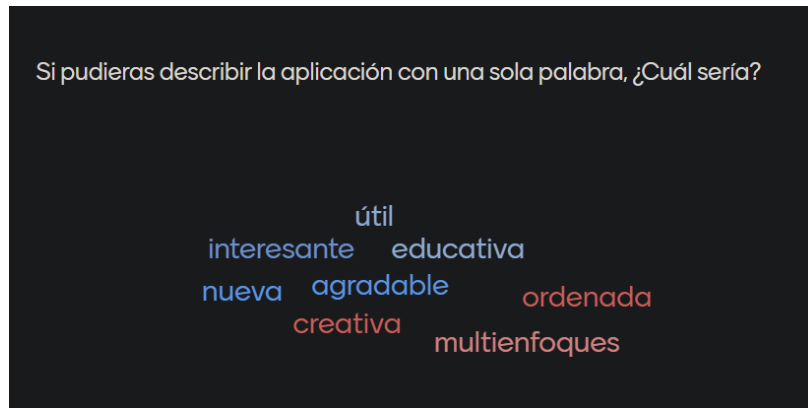 Si pudieras describir la aplicación con una sola palabra, ¿Cuál sería?
útil
interesante educativa
nueva agradable ordenada
creativa multienfoques